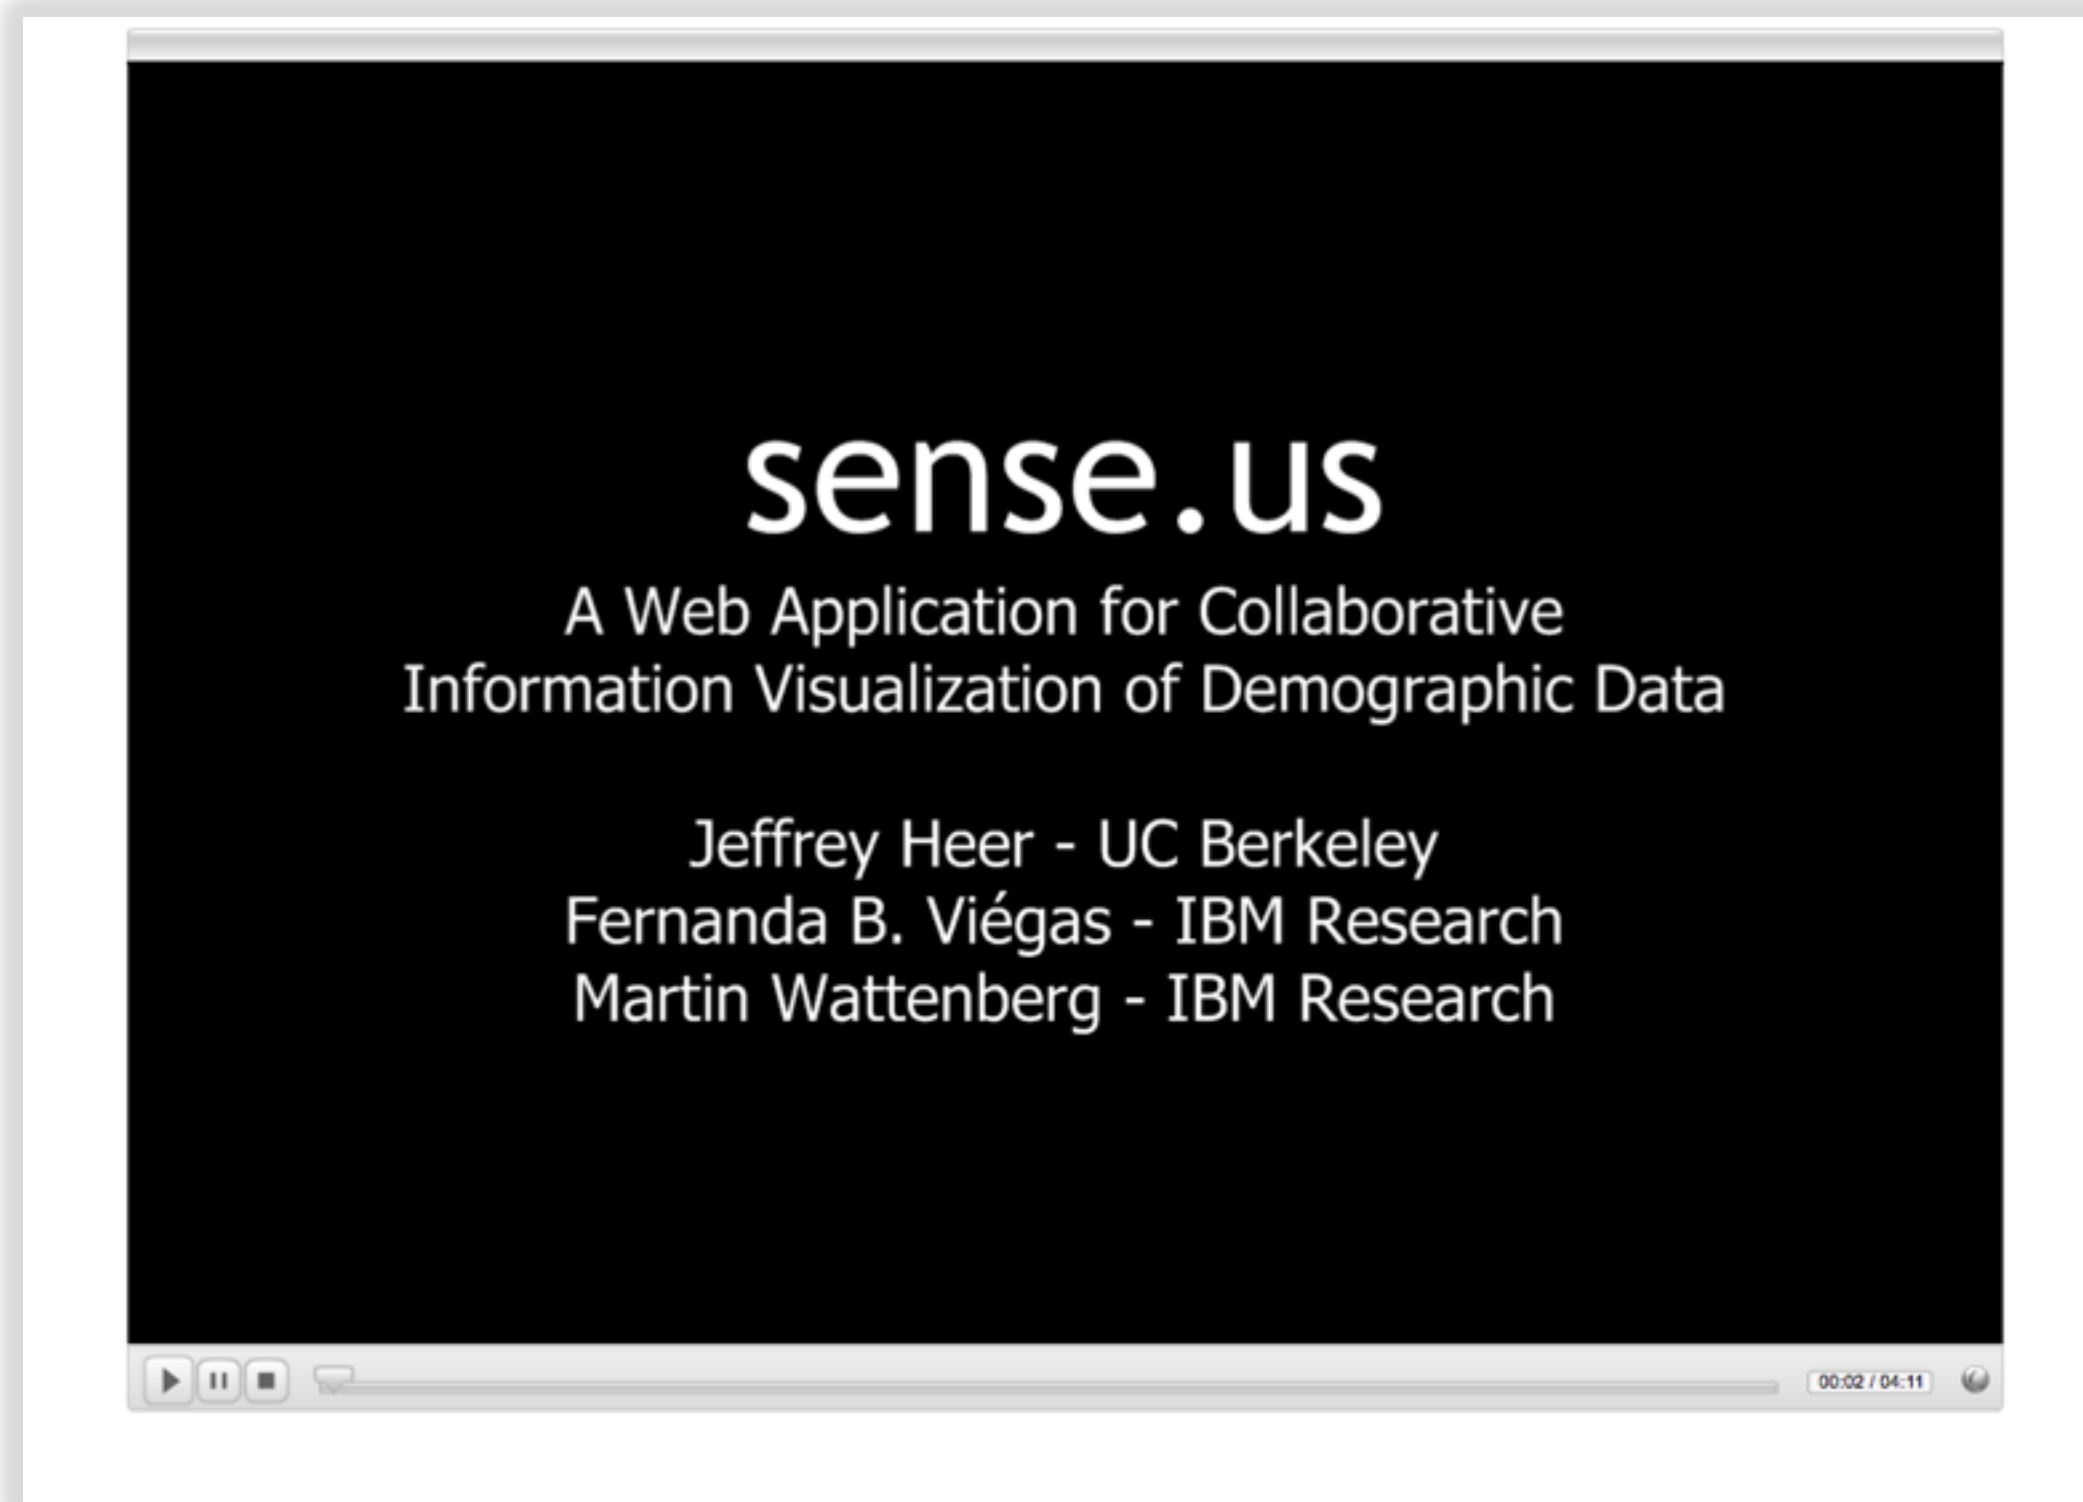 sense.us
A Web Application for Collaborative
Information Visualization of Demographic Data
Jeffrey Heer - UC Berkeley
Fernanda B. Viégas - IBM Research
Martin Wattenberg - IBM Research
00:02 / 04:11